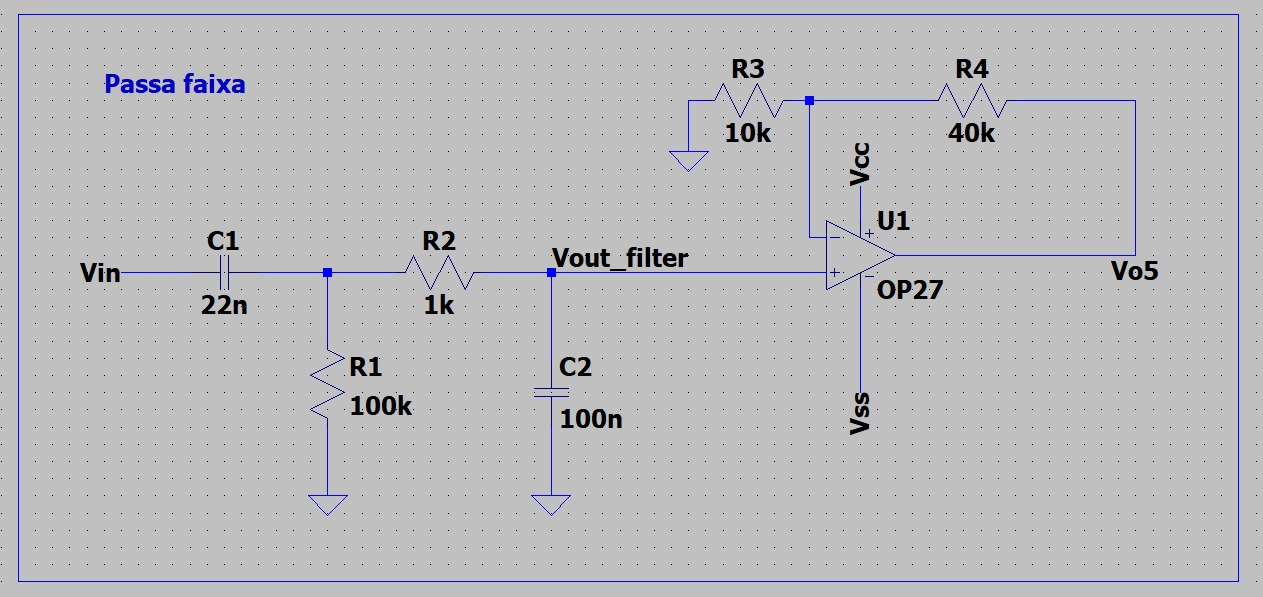 Passa faixa
R3
10k
R4
40k
Vcc
U1
+
−
+
−
OP27
Vo5
Vss
Vin
C1
22n
R2
1k
Vout_filter
R1
100k
C2
100n